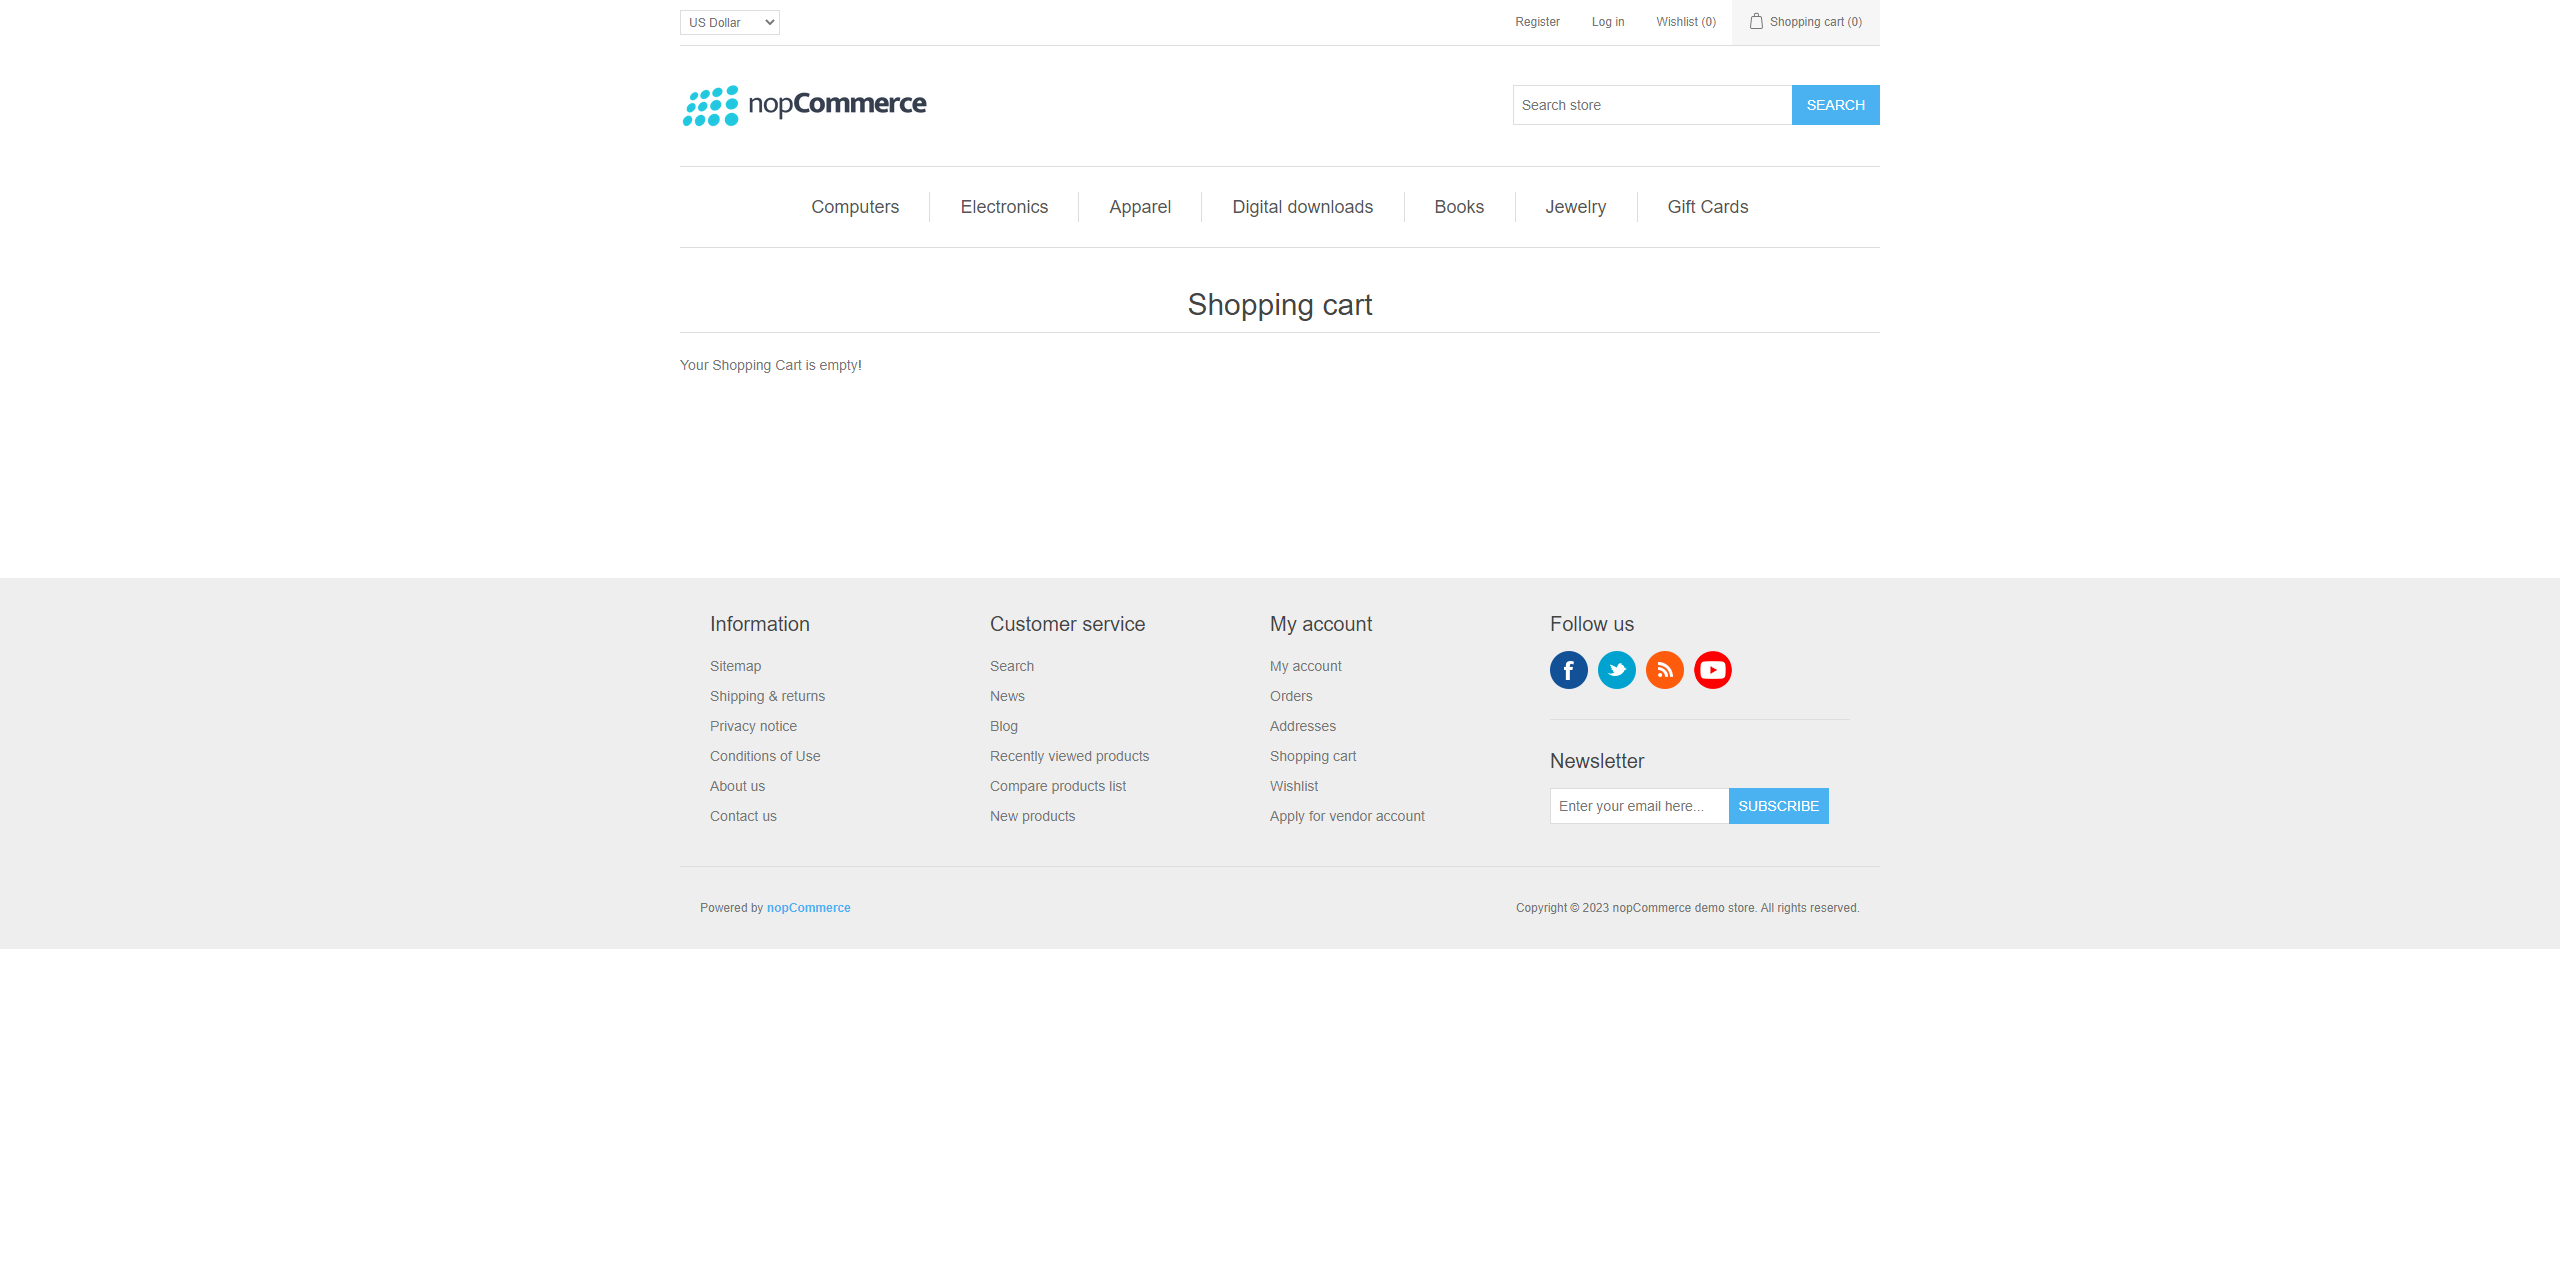 US Dollar
Register
Log in
Wishlist (0)
Shopping cart (0)
nopCommerce
Search store
SEARCH
Computers
Electronics
Apparel
Digital downloads
Books
Jewelry
Gift Cards
Shopping cart
Your Shopping Cart is empty!
Information
Sitemap
Shipping & returns
Privacy notice
Conditions of Use
About us
Contact us
Customer service
Search
News
Blog
Recently viewed products
Compare products list
New products
My account
My account
Orders
Addresses
Shopping cart
Wishlist
Apply for vendor account
Follow us
Newsletter
Enter your email here...
SUBSCRIBE
Powered by nopCommerce
Copyright © 2023 nopCommerce demo store. All rights reserved.